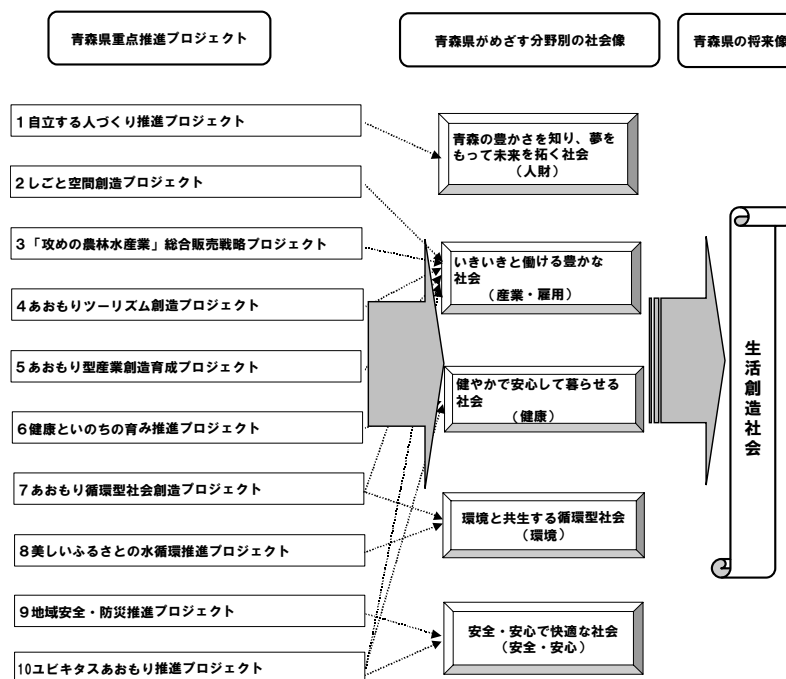 青森県重点推進プロジェクト
青森県がめざす分野別の社会像
青森県の将来像
1自立する人づくり推進プロジェクト
2しごと空間創造プロジェクト
3「攻めの農林水産業」総合販売戦略プロジェクト
4あおもりツーリズム創造プロジェクト
5あおもり型産業創造育成プロジェクト
6健康といのちの育み推進プロジェクト
7あおもり循環型社会創造プロジェクト
8美しいふるさとの水循環推進プロジェクト
9地域安全・防災推進プロジェクト
10ユビキタスあおもり推進プロジェクト
青森の豊かさを知り、夢を
もって未来を拓く社会
（人財）
いきいきと働ける豊かな
社会
（産業・雇用）
健やかで安心して暮らせる
社会
（健康）
環境と共生する循環型社会
（環境）
安全・安心で快適な社会
（安全・安心）
生活創造社会